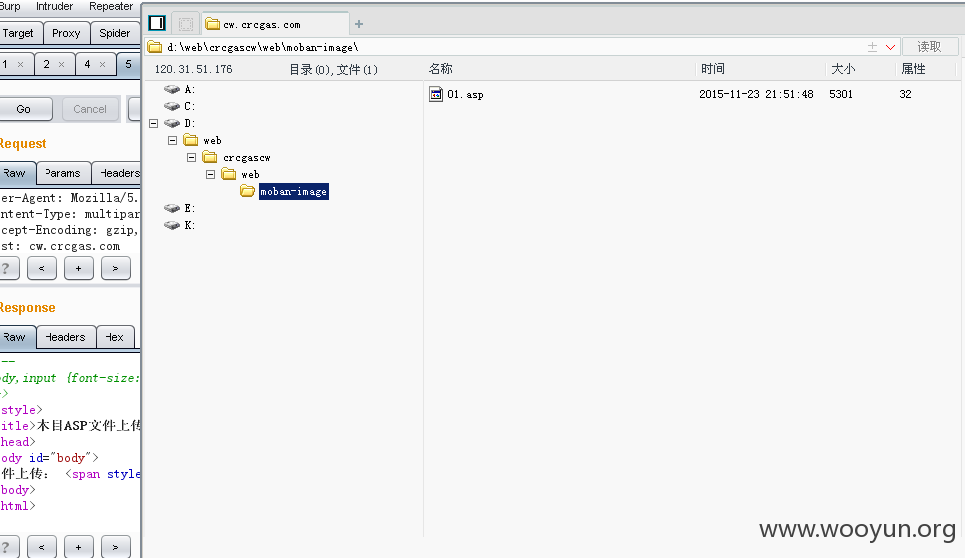 Burp Intruder Repeater
Target Proxy Spider
1 × 2 × 4 × 5
Go Cancel
Request
Raw Params Headers
er-Agent: Mozilla/5.
ntent-Type: multipar
cept-Encoding: gzip,
st: cw.crcgas.com
? < + >
Response
Raw Headers Hex
--
dy,input {font-size:
>
style>
itle>木目ASP文件上传
head>
ody id="body">
件上传: <span style
body>
html>
? < + >
cw.crcgas.com +
d:\web\crcgascw\web\moban-image\ 读取
120.31.51.176 目录(0),文件(1) 名称 时间 大小 属性
A:
C:
D:
web
crcgascw
web
moban-image
E:
K:
01.asp 2015-11-23 21:51:48 5301 32
www.wooyun.org